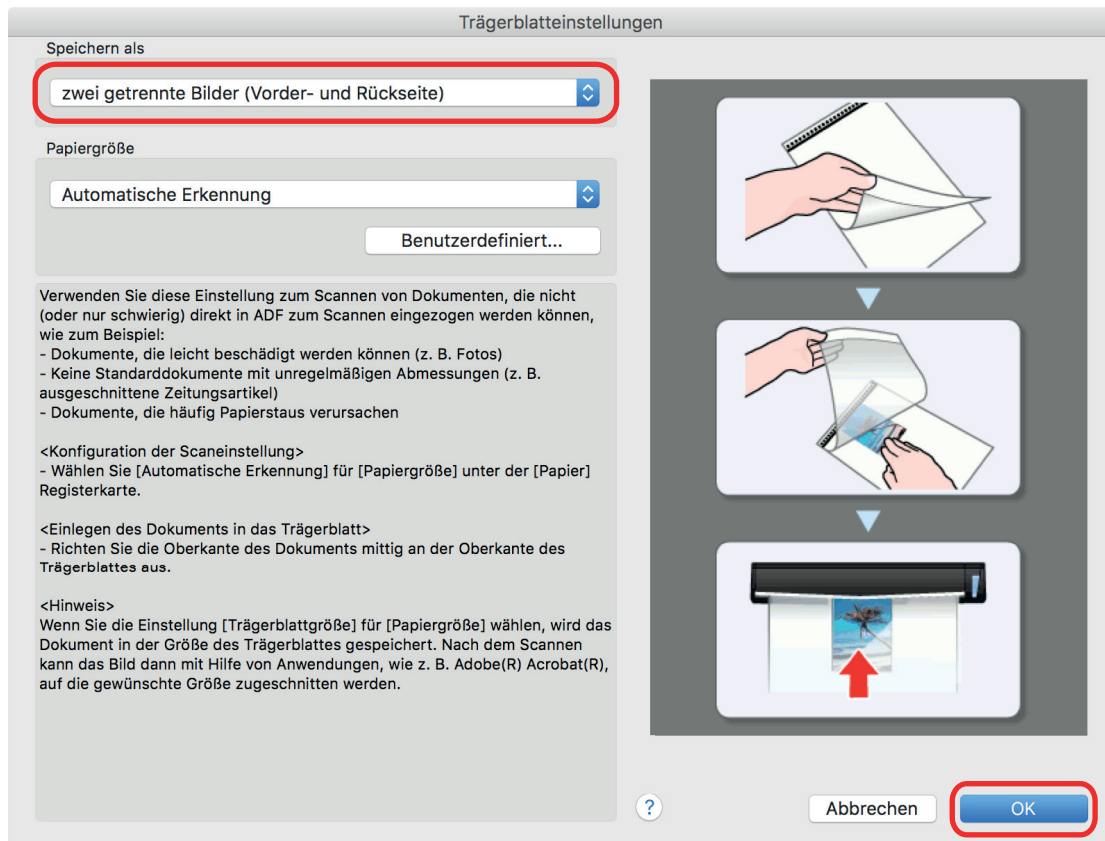 Trägerblatteinstellungen
Speichern als
zwei getrennte Bilder (Vorder- und Rückseite)
Papiergröße
Automatische Erkennung
Benutzerdefiniert...
Verwenden Sie diese Einstellung zum Scannen von Dokumenten, die nicht
(oder nur schwierig) direkt in ADF zum Scannen eingezogen werden können,
wie zum Beispiel:
- Dokumente, die leicht beschädigt werden können (z. B. Fotos)
- Keine Standarddokumente mit unregelmäßigen Abmessungen (z. B.
ausgeschnittene Zeitungsartikel)
- Dokumente, die häufig Papierstaus verursachen
<Konfiguration der Scaneinstellung>
- Wählen Sie [Automatische Erkennung] für [Papiergröße] unter der [Papier]
Registerkarte.
<Einlegen des Dokuments in das Trägerblatt>
- Richten Sie die Oberkante des Dokuments mittig an der Oberkante des
Trägerblattes aus.
<Hinweis>
Wenn Sie die Einstellung [Trägerblattgröße] für [Papiergröße] wählen, wird das
Dokument in der Größe des Trägerblattes gespeichert. Nach dem Scannen
kann das Bild dann mit Hilfe von Anwendungen, wie z. B. Adobe(R) Acrobat(R),
auf die gewünschte Größe zugeschnitten werden.
?
Abbrechen
OK